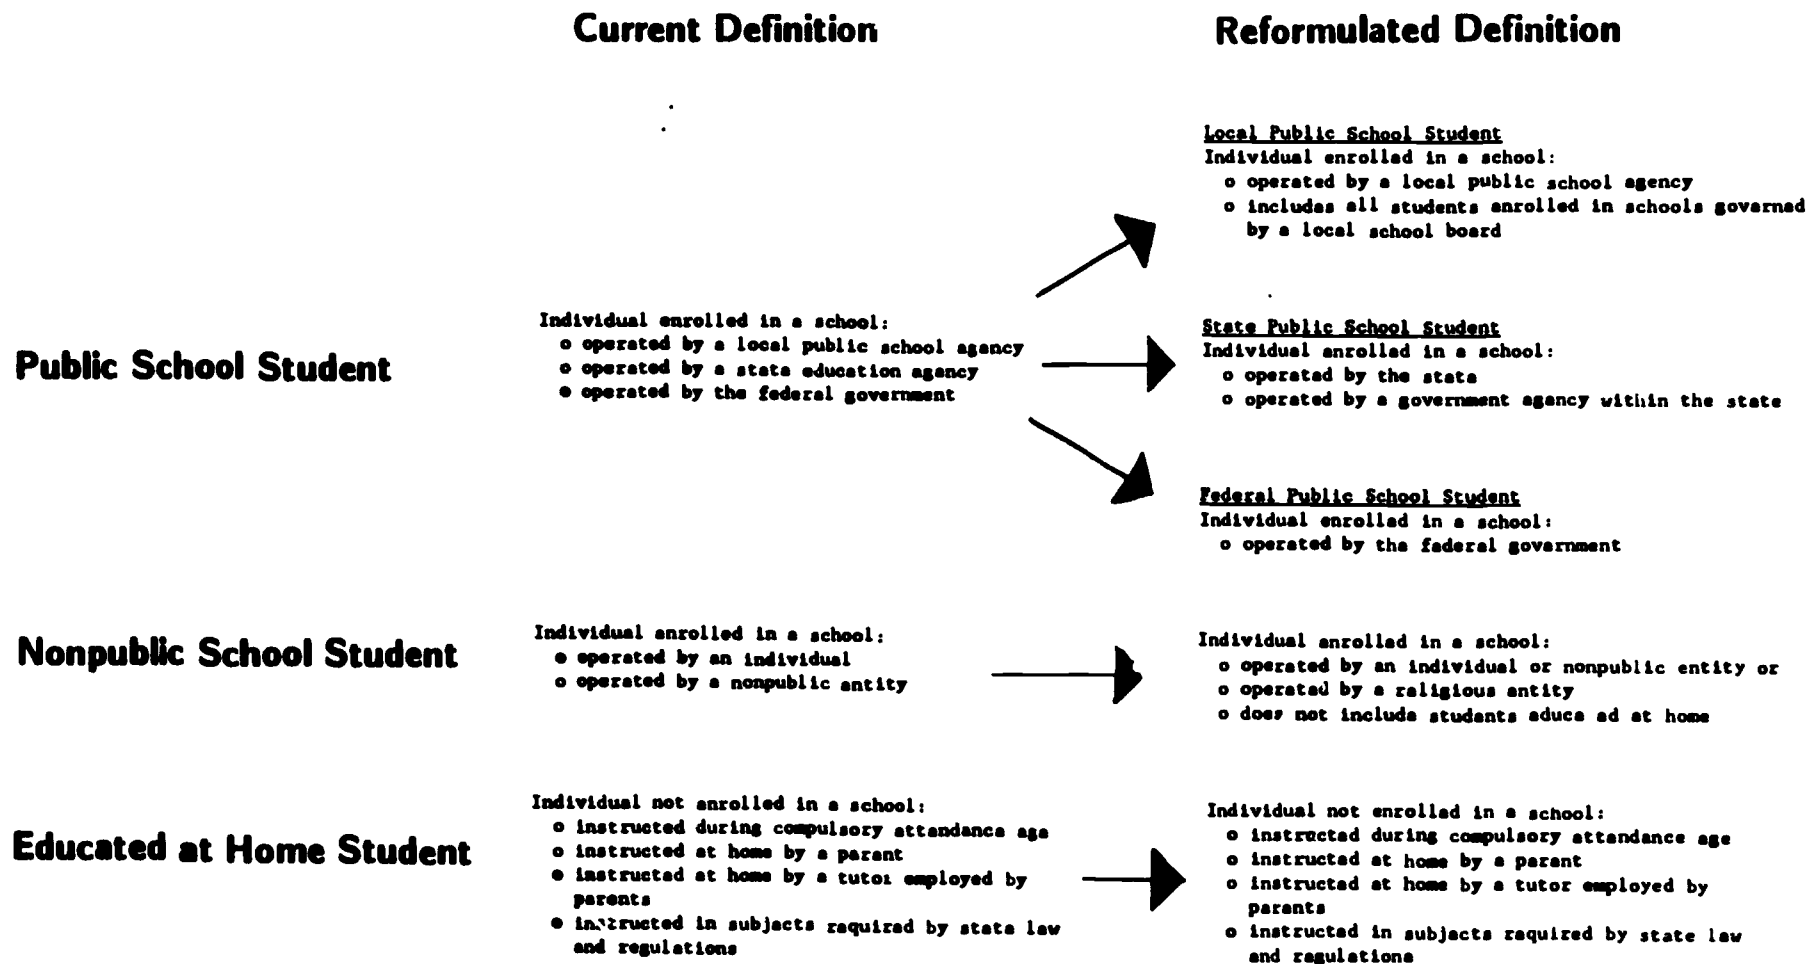 Current Definition
Reformulated Definition
Local Public School Student
Individual enrolled in a school:
o operated by a local public school agency
o includes all students enrolled in schools governed
by a local school board
Public School Student
Individual enrolled in a school:
o operated by a local public school agency
o operated by a state education agency
o operated by the federal government
State Public School Student
Individual enrolled in a school:
o operated by the state
o operated by a government agency within the state
Federal Public School Student
Individual enrolled in a school:
o operated by the federal government
Nonpublic School Student
Individual enrolled in a school:
o operated by an individual
o operated by a nonpublic entity
Individual enrolled in a school:
o operated by an individual or nonpublic entity or
o operated by a religious entity
o does not include students educa ed at home
Educated at Home Student
Individual not enrolled in a school:
o instructed during compulsory attendance age
o instructed at home by a parent
o instructed at home by a tutor employed by
parents
o instructed in subjects required by state law
and regulations
Individual not enrolled in a school:
o instructed during compulsory attendance age
o instructed at home by a parent
o instructed at home by a tutor employed by
parents
o instructed in subjects required by state law
and regulations